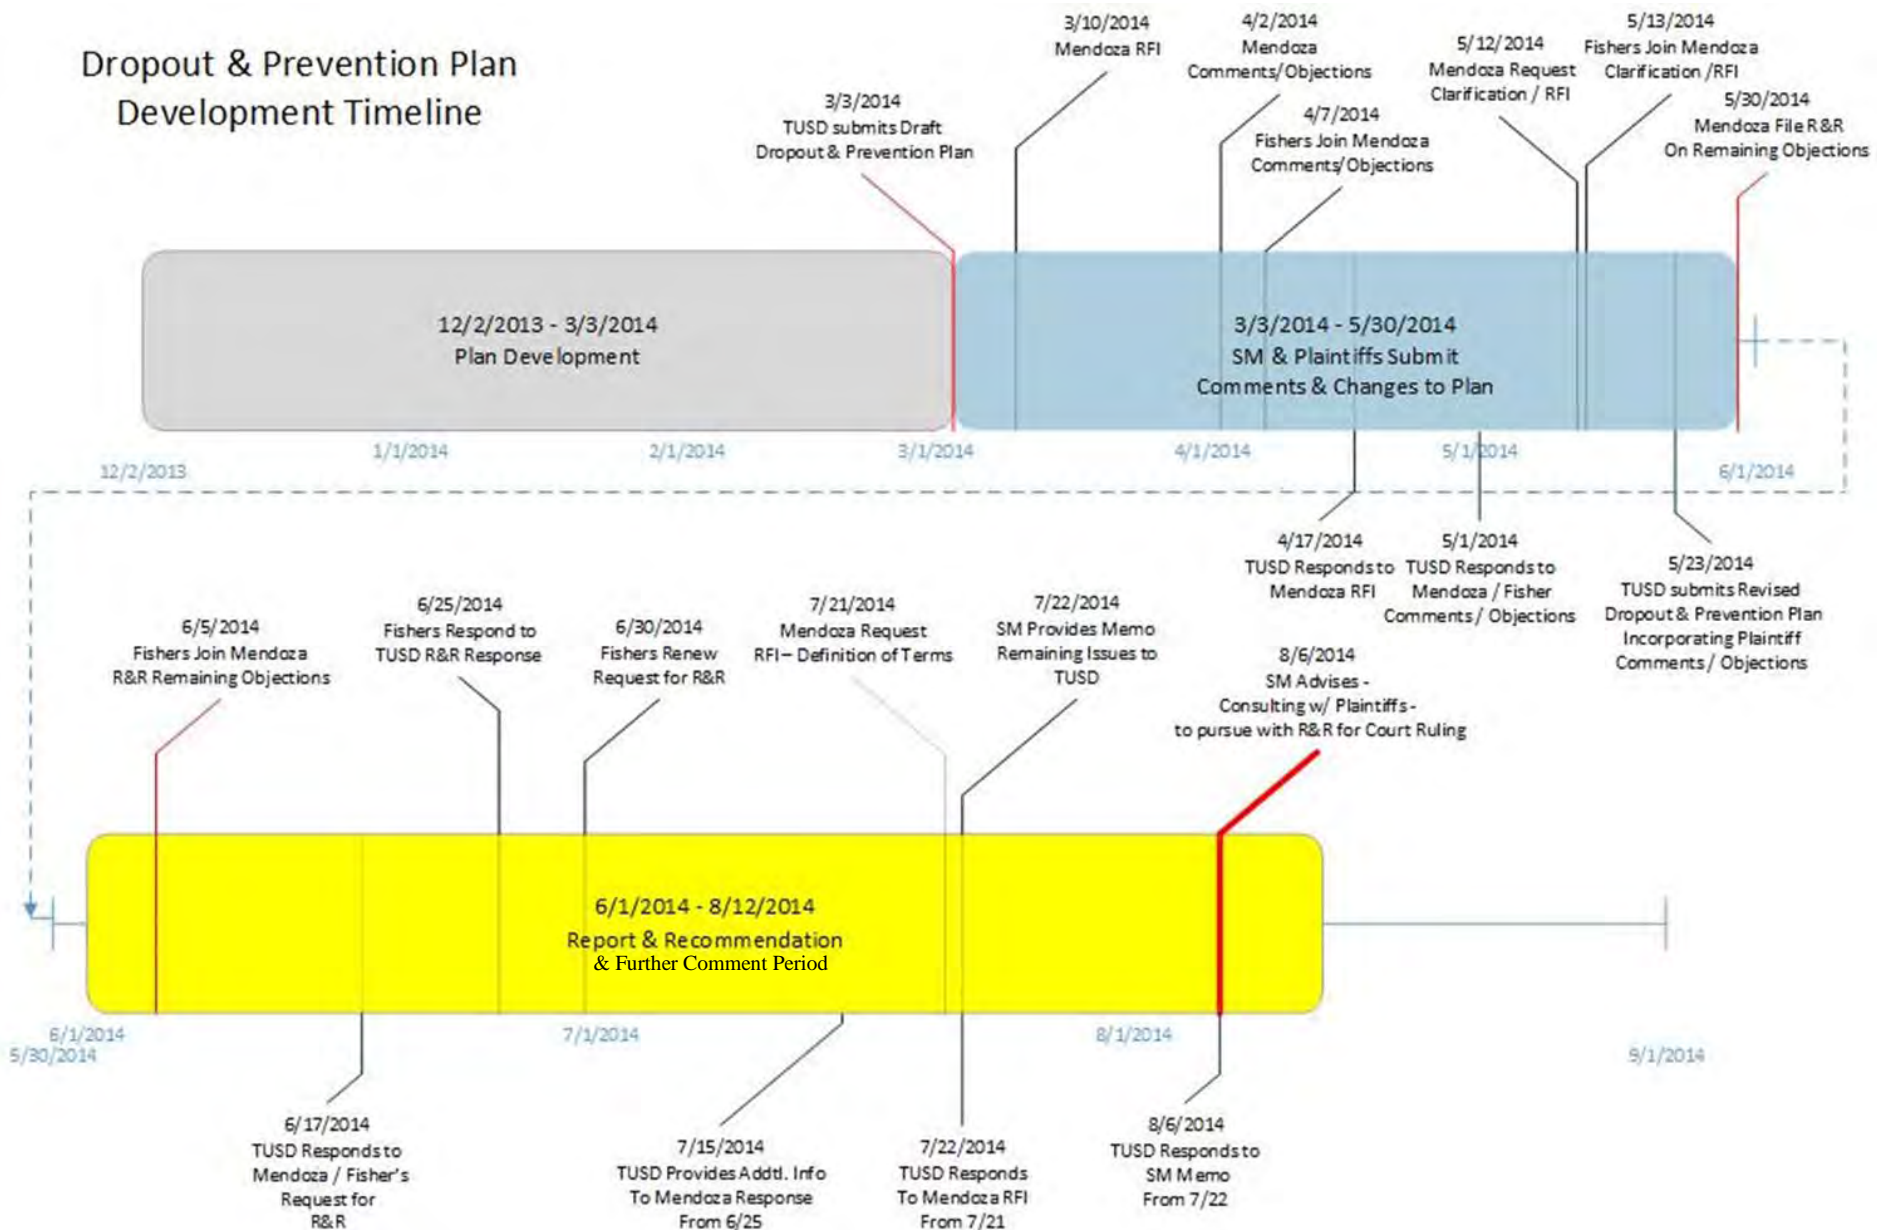 Dropout & Prevention Plan
Development Timeline
3/3/2014
TUSD submits Draft
Dropout & Prevention Plan
3/10/2014
Mendoza RFI
4/2/2014
Mendoza
Comments/Objections
4/7/2014
Fishers Join Mendoza
Comments/Objections
5/12/2014
Mendoza Request
Clarification / RFI
5/13/2014
Fishers Join Mendoza
Clarification /RFI
5/30/2014
Mendoza File R&R
On Remaining Objections
12/2/2013 - 3/3/2014
Plan Development
3/3/2014 - 5/30/2014
SM & Plaintiffs Submit
Comments & Changes to Plan
12/2/2013
1/1/2014
2/1/2014
3/1/2014
4/1/2014
5/1/2014
6/1/2014
4/17/2014
TUSD Responds to
Mendoza RFI
5/1/2014
TUSD Responds to
Mendoza / Fisher
Comments / Objections
5/23/2014
TUSD submits Revised
Dropout & Prevention Plan
Incorporating Plaintiff
Comments / Objections
6/5/2014
Fishers Join Mendoza
R&R Remaining Objections
6/25/2014
Fishers Respond to
TUSD R&R Response
6/30/2014
Fishers Renew
Request for R&R
7/21/2014
Mendoza Request
RFI – Definition of Terms
7/22/2014
SM Provides Memo
Remaining Issues to
TUSD
8/6/2014
SM Advises -
Consulting w/ Plaintiffs -
to pursue with R&R for Court Ruling
6/1/2014 - 8/12/2014
Report & Recommendation
& Further Comment Period
5/30/2014
6/1/2014
7/1/2014
8/1/2014
9/1/2014
6/17/2014
TUSD Responds to
Mendoza / Fisher's
Request for
R&R
7/15/2014
TUSD Provides Addtl. Info
To Mendoza Response
From 6/25
7/22/2014
TUSD Responds
To Mendoza RFI
From 7/21
8/6/2014
TUSD Responds to
SM Memo
From 7/22